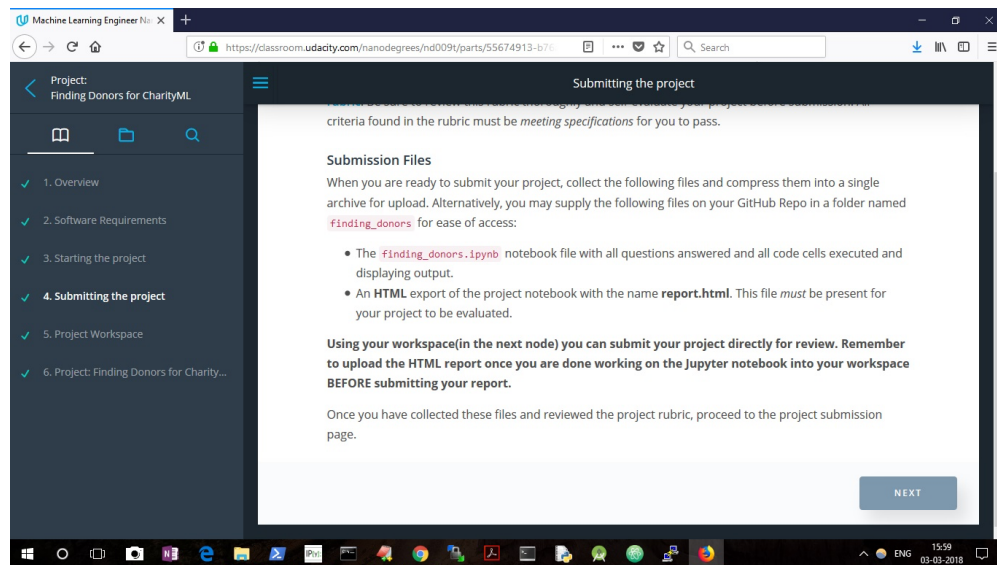 Machine Learning Engineer Na
https://classroom.udacity.com/nanodegrees/nd009t/parts/55674913-b76
Search
Project:
Finding Donors for CharityML
Submitting the project
1. Overview
2. Software Requirements
3. Starting the project
4. Submitting the project
5. Project Workspace
6. Project: Finding Donors for Charity...
criteria found in the rubric must be meeting specifications for you to pass.
Submission Files
When you are ready to submit your project, collect the following files and compress them into a single
archive for upload. Alternatively, you may supply the following files on your GitHub Repo in a folder named
finding_donors for ease of access:
• The finding_donors.ipynb notebook file with all questions answered and all code cells executed and
displaying output.
• An HTML export of the project notebook with the name report.html. This file must be present for
your project to be evaluated.
Using your workspace(in the next node) you can submit your project directly for review. Remember
to upload the HTML report once you are done working on the Jupyter notebook into your workspace
BEFORE submitting your report.
Once you have collected these files and reviewed the project rubric, proceed to the project submission
page.
NEXT
ENG
15:59
03-03-2018